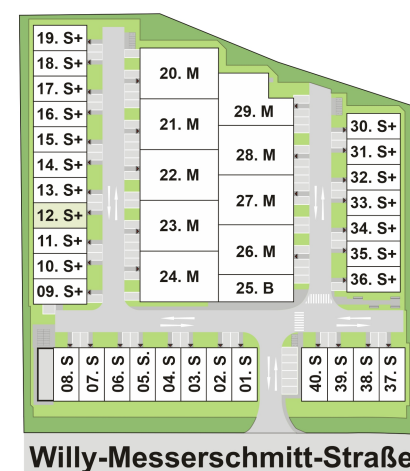 19. S+
18. S+
17. S+
16. S+
15. S+
14. S+
13. S+
12. S+
11. S+
10. S+
09. S+
20. M
21. M
22. M
23. M
24. M
29. M
28. M
27. M
26. M
25. B
30. S+
31. S+
32. S+
33. S+
34. S+
35. S+
36. S+
08. S
07. S
06. S
05. S.
04. S
03. S
02. S
01. S
40. S
39. S
38. S
37. S
Willy-Messerschmitt-Straße